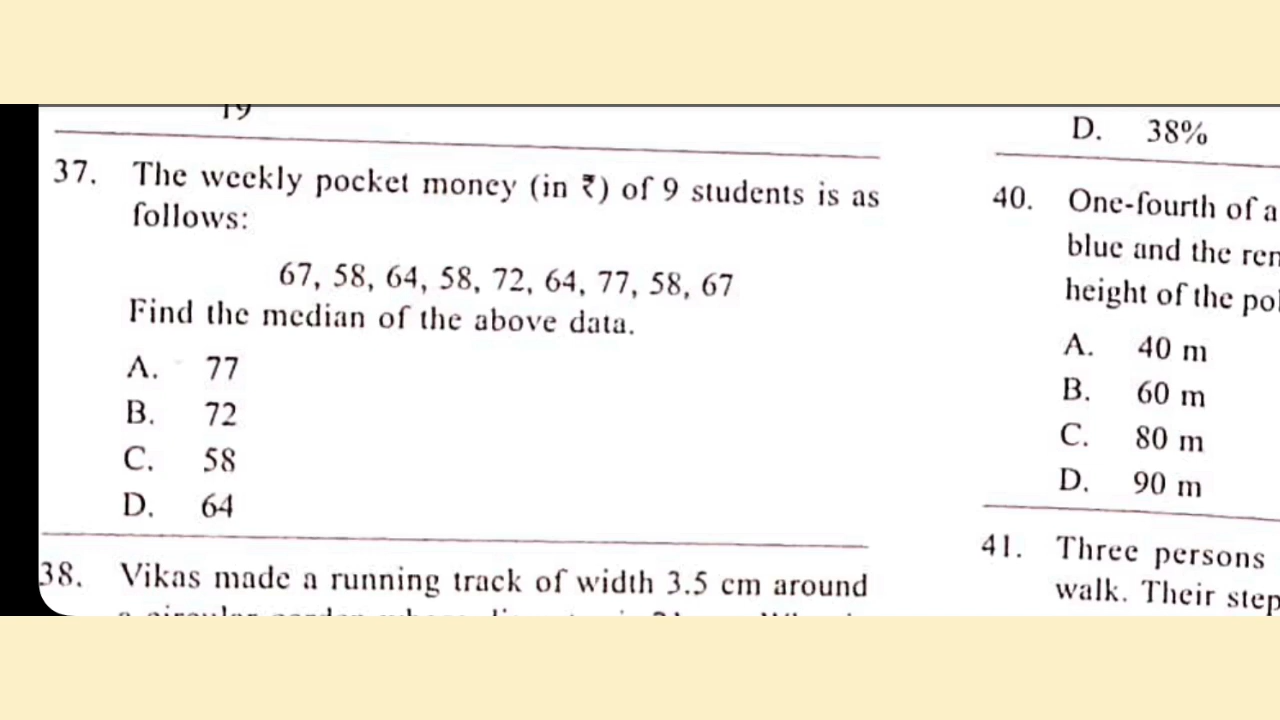 19
37. The weekly pocket money (in ₹) of 9 students is as
follows:
67, 58, 64, 58, 72, 64, 77, 58, 67
Find the median of the above data.
A. 77
B. 72
C. 58
D. 64
38. Vikas made a running track of width 3.5 cm around
D. 38%
40. One-fourth of a
blue and the
height of the
A. 40 m
B. 60 m
C. 80 m
D. 90 m
41. Three persons
walk. Their